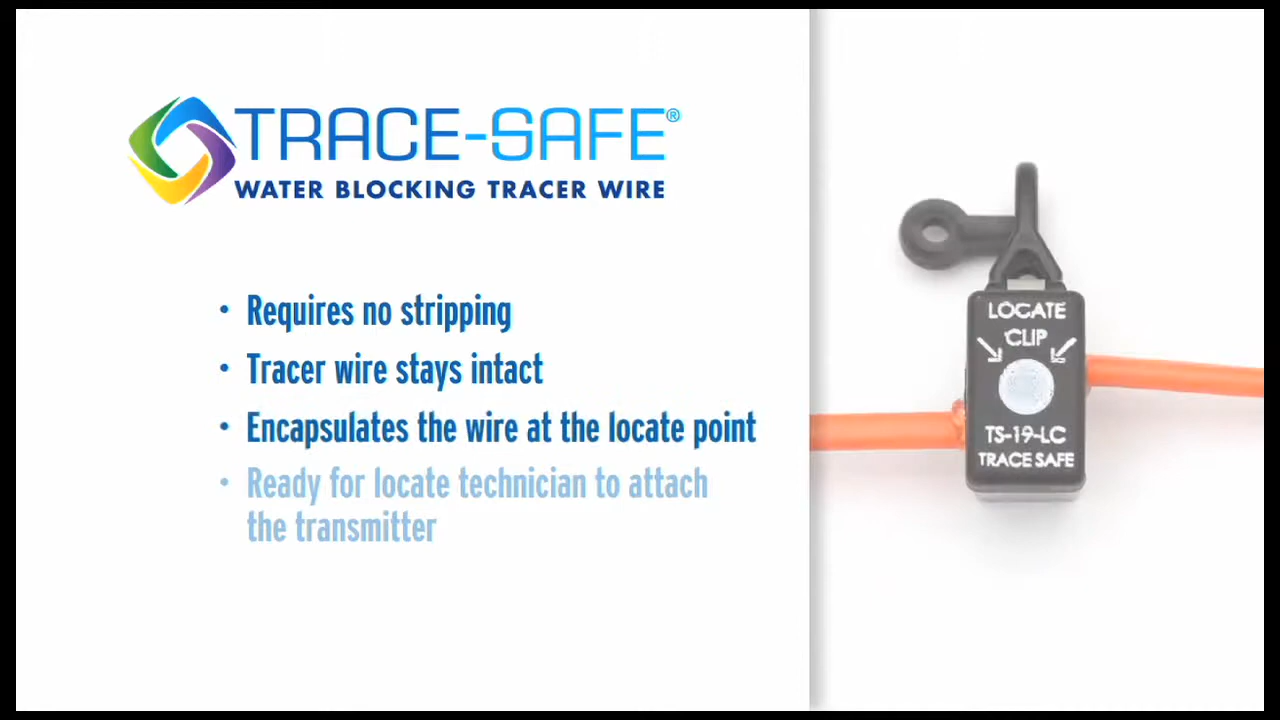 TRACE-SAFE®
WATER BLOCKING TRACER WIRE
• Requires no stripping
• Tracer wire stays intact
• Encapsulates the wire at the locate point
• Ready for locate technician to attach
the transmitter
LOCATE
CLIP
TS-19-LC
TRACE SAFE